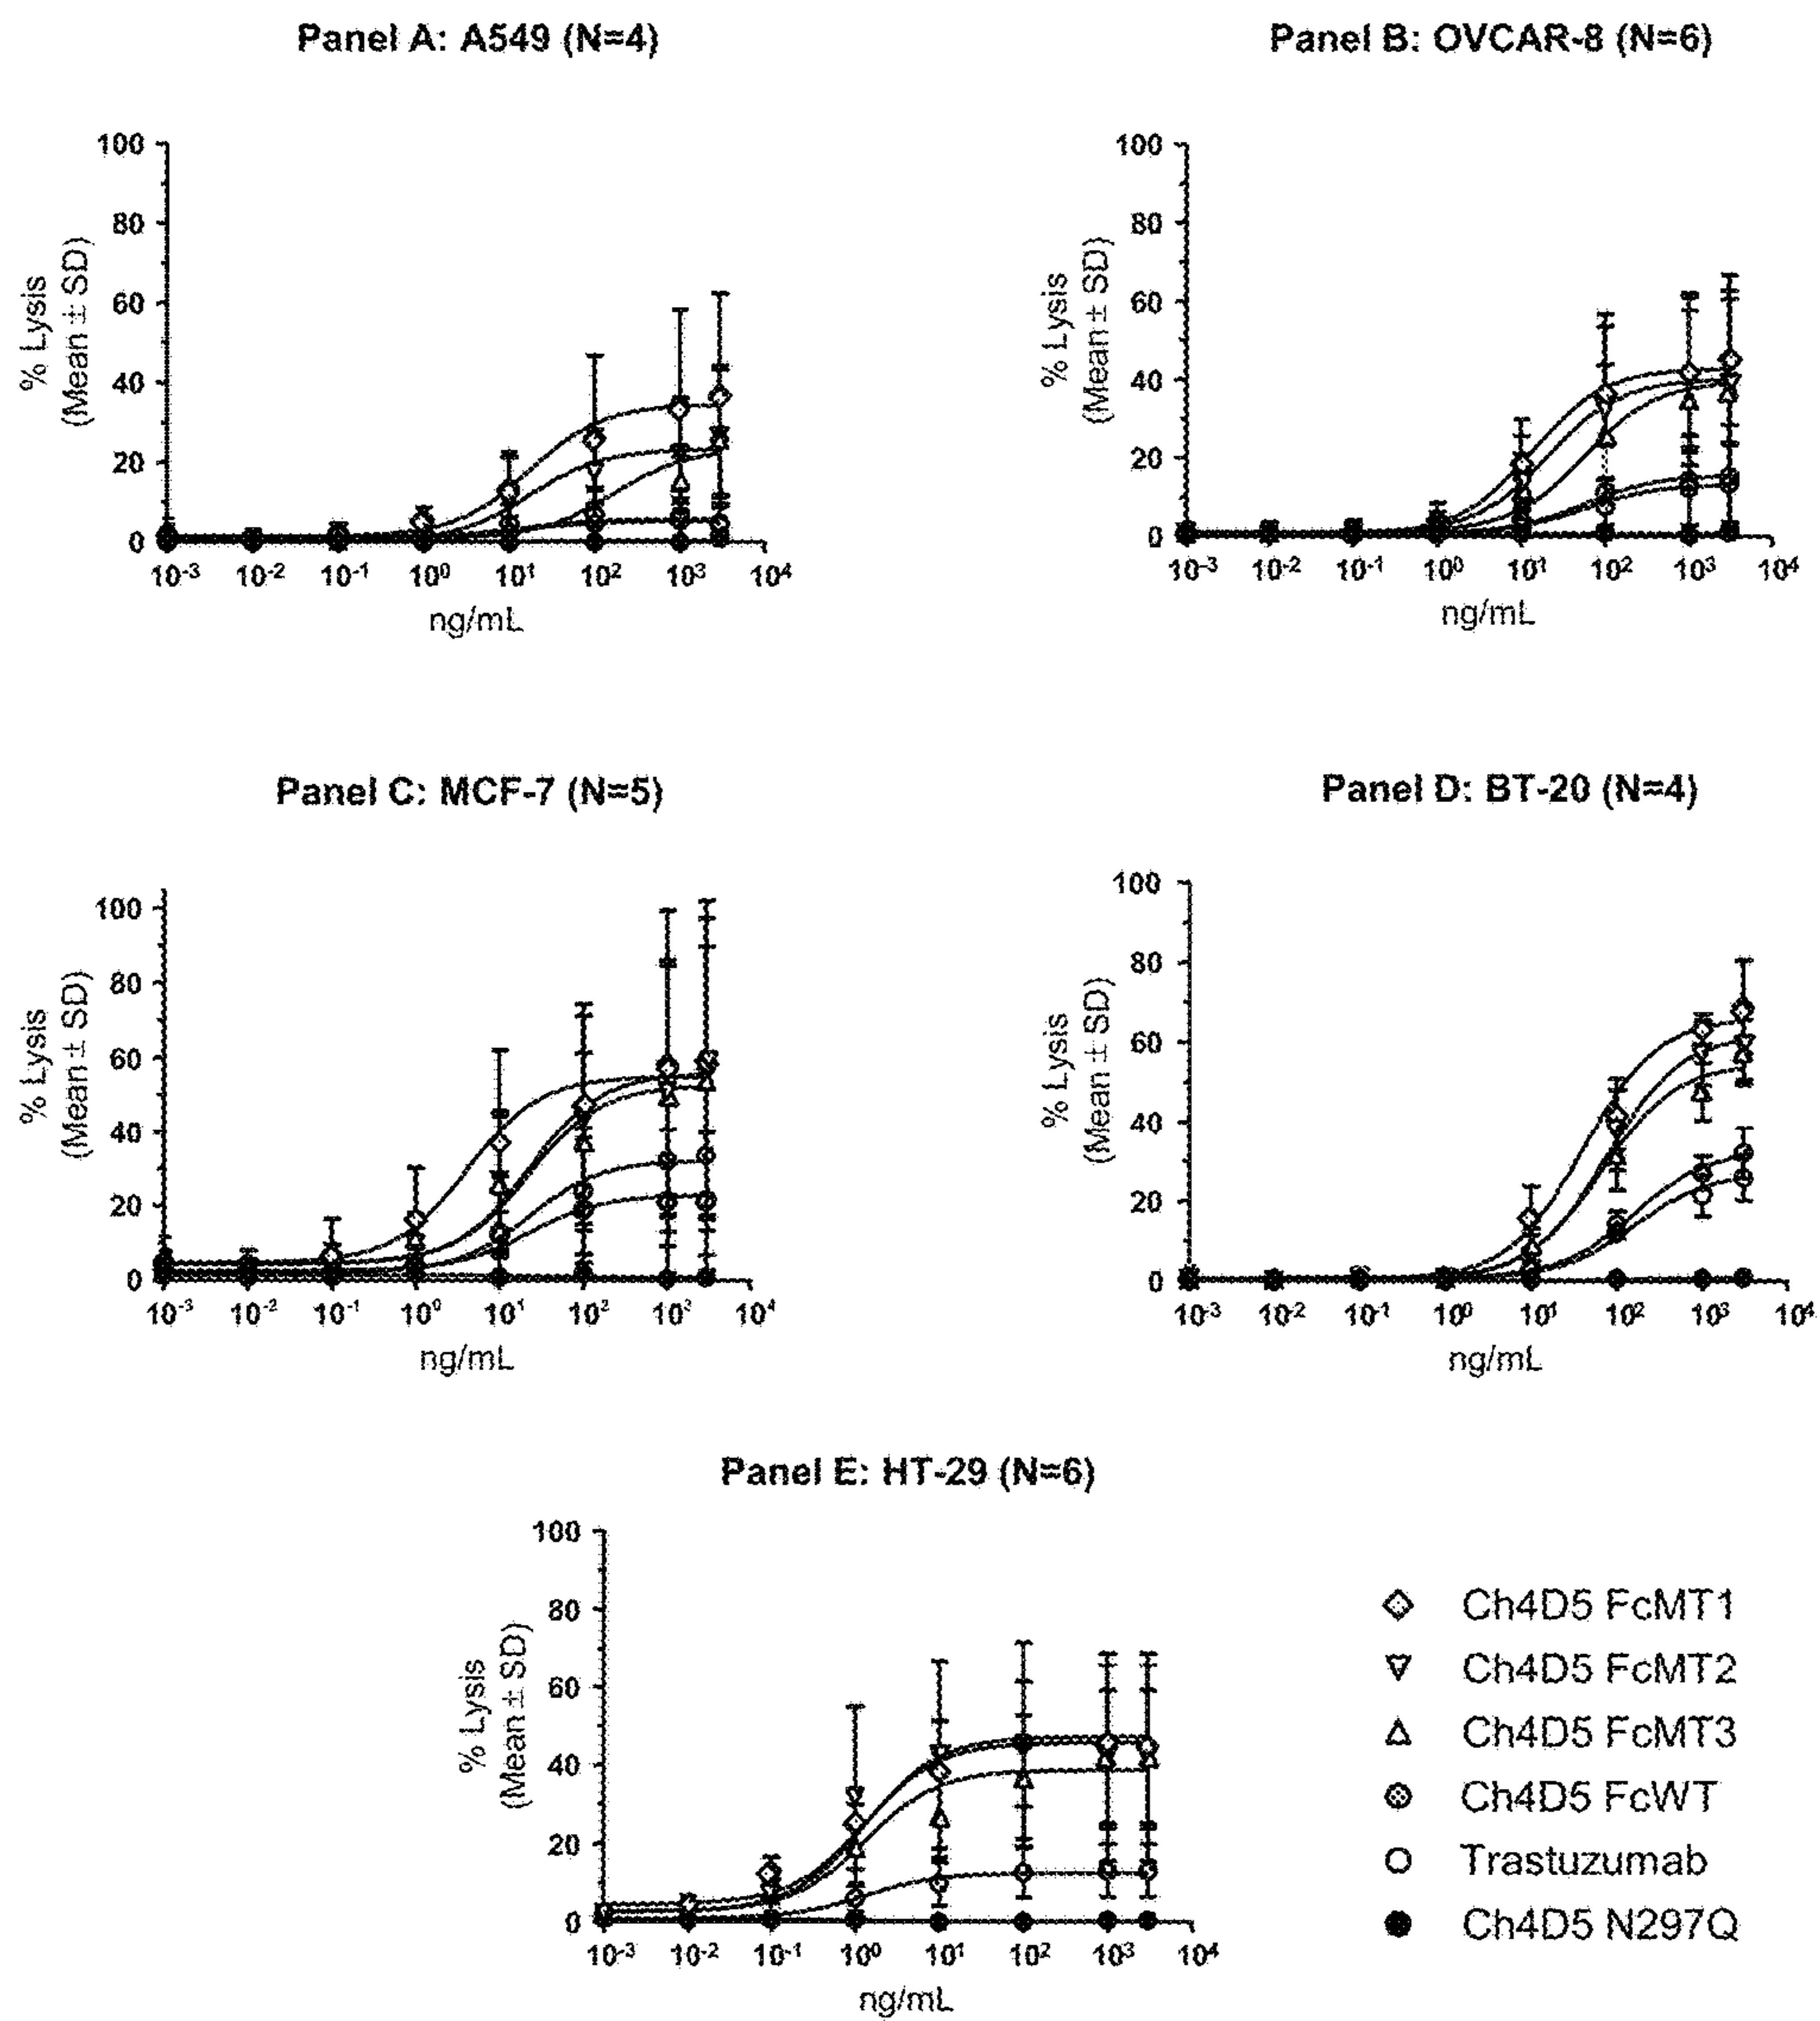 Panel A: A549 (N=4)
Panel B: OVCAR-8 (N=6)
100
80
60
40
20
0
% Lysis
(Mean ± SD)
10-3 10-2 10-1 10⁰ 10¹ 10² 10³ 10⁴
ng/mL
100
80
60
40
20
0
% Lysis
(Mean ± SD)
10-3 10-2 10-1 10⁰ 10¹ 10² 10³ 10⁴
ng/mL
Panel C: MCF-7 (N=5)
Panel D: BT-20 (N=4)
100
80
60
40
20
0
% Lysis
(Mean ± SD)
10-3 10-2 10-1 10⁰ 10¹ 10² 10³ 10⁴
ng/mL
100
80
60
40
20
0
% Lysis
(Mean ± SD)
10-3 10-2 10-1 10⁰ 10¹ 10² 10³ 10⁴
ng/mL
Panel E: HT-29 (N=6)
100
80
60
40
20
0
% Lysis
(Mean ± SD)
10-3 10-2 10-1 10⁰ 10¹ 10² 10³ 10⁴
ng/mL
Ch4D5 FcMT1
Ch4D5 FcMT2
Ch4D5 FcMT3
Ch4D5 FcWT
Trastuzumab
Ch4D5 N297Q